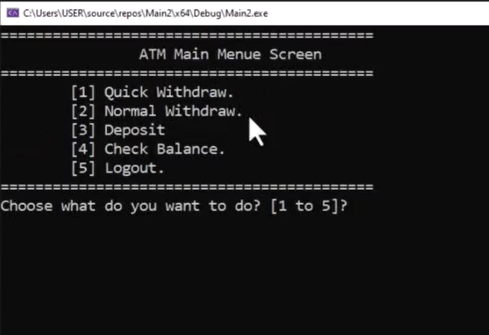 C:\Users\USER\source\repos\Main2\x64\Debug\Main2.exe
===========================================
ATM Main Menue Screen
===========================================
[1] Quick Withdraw.
[2] Normal Withdraw.
[3] Deposit
[4] Check Balance.
[5] Logout.
===========================================
Choose what do you want to do? [1 to 5]?